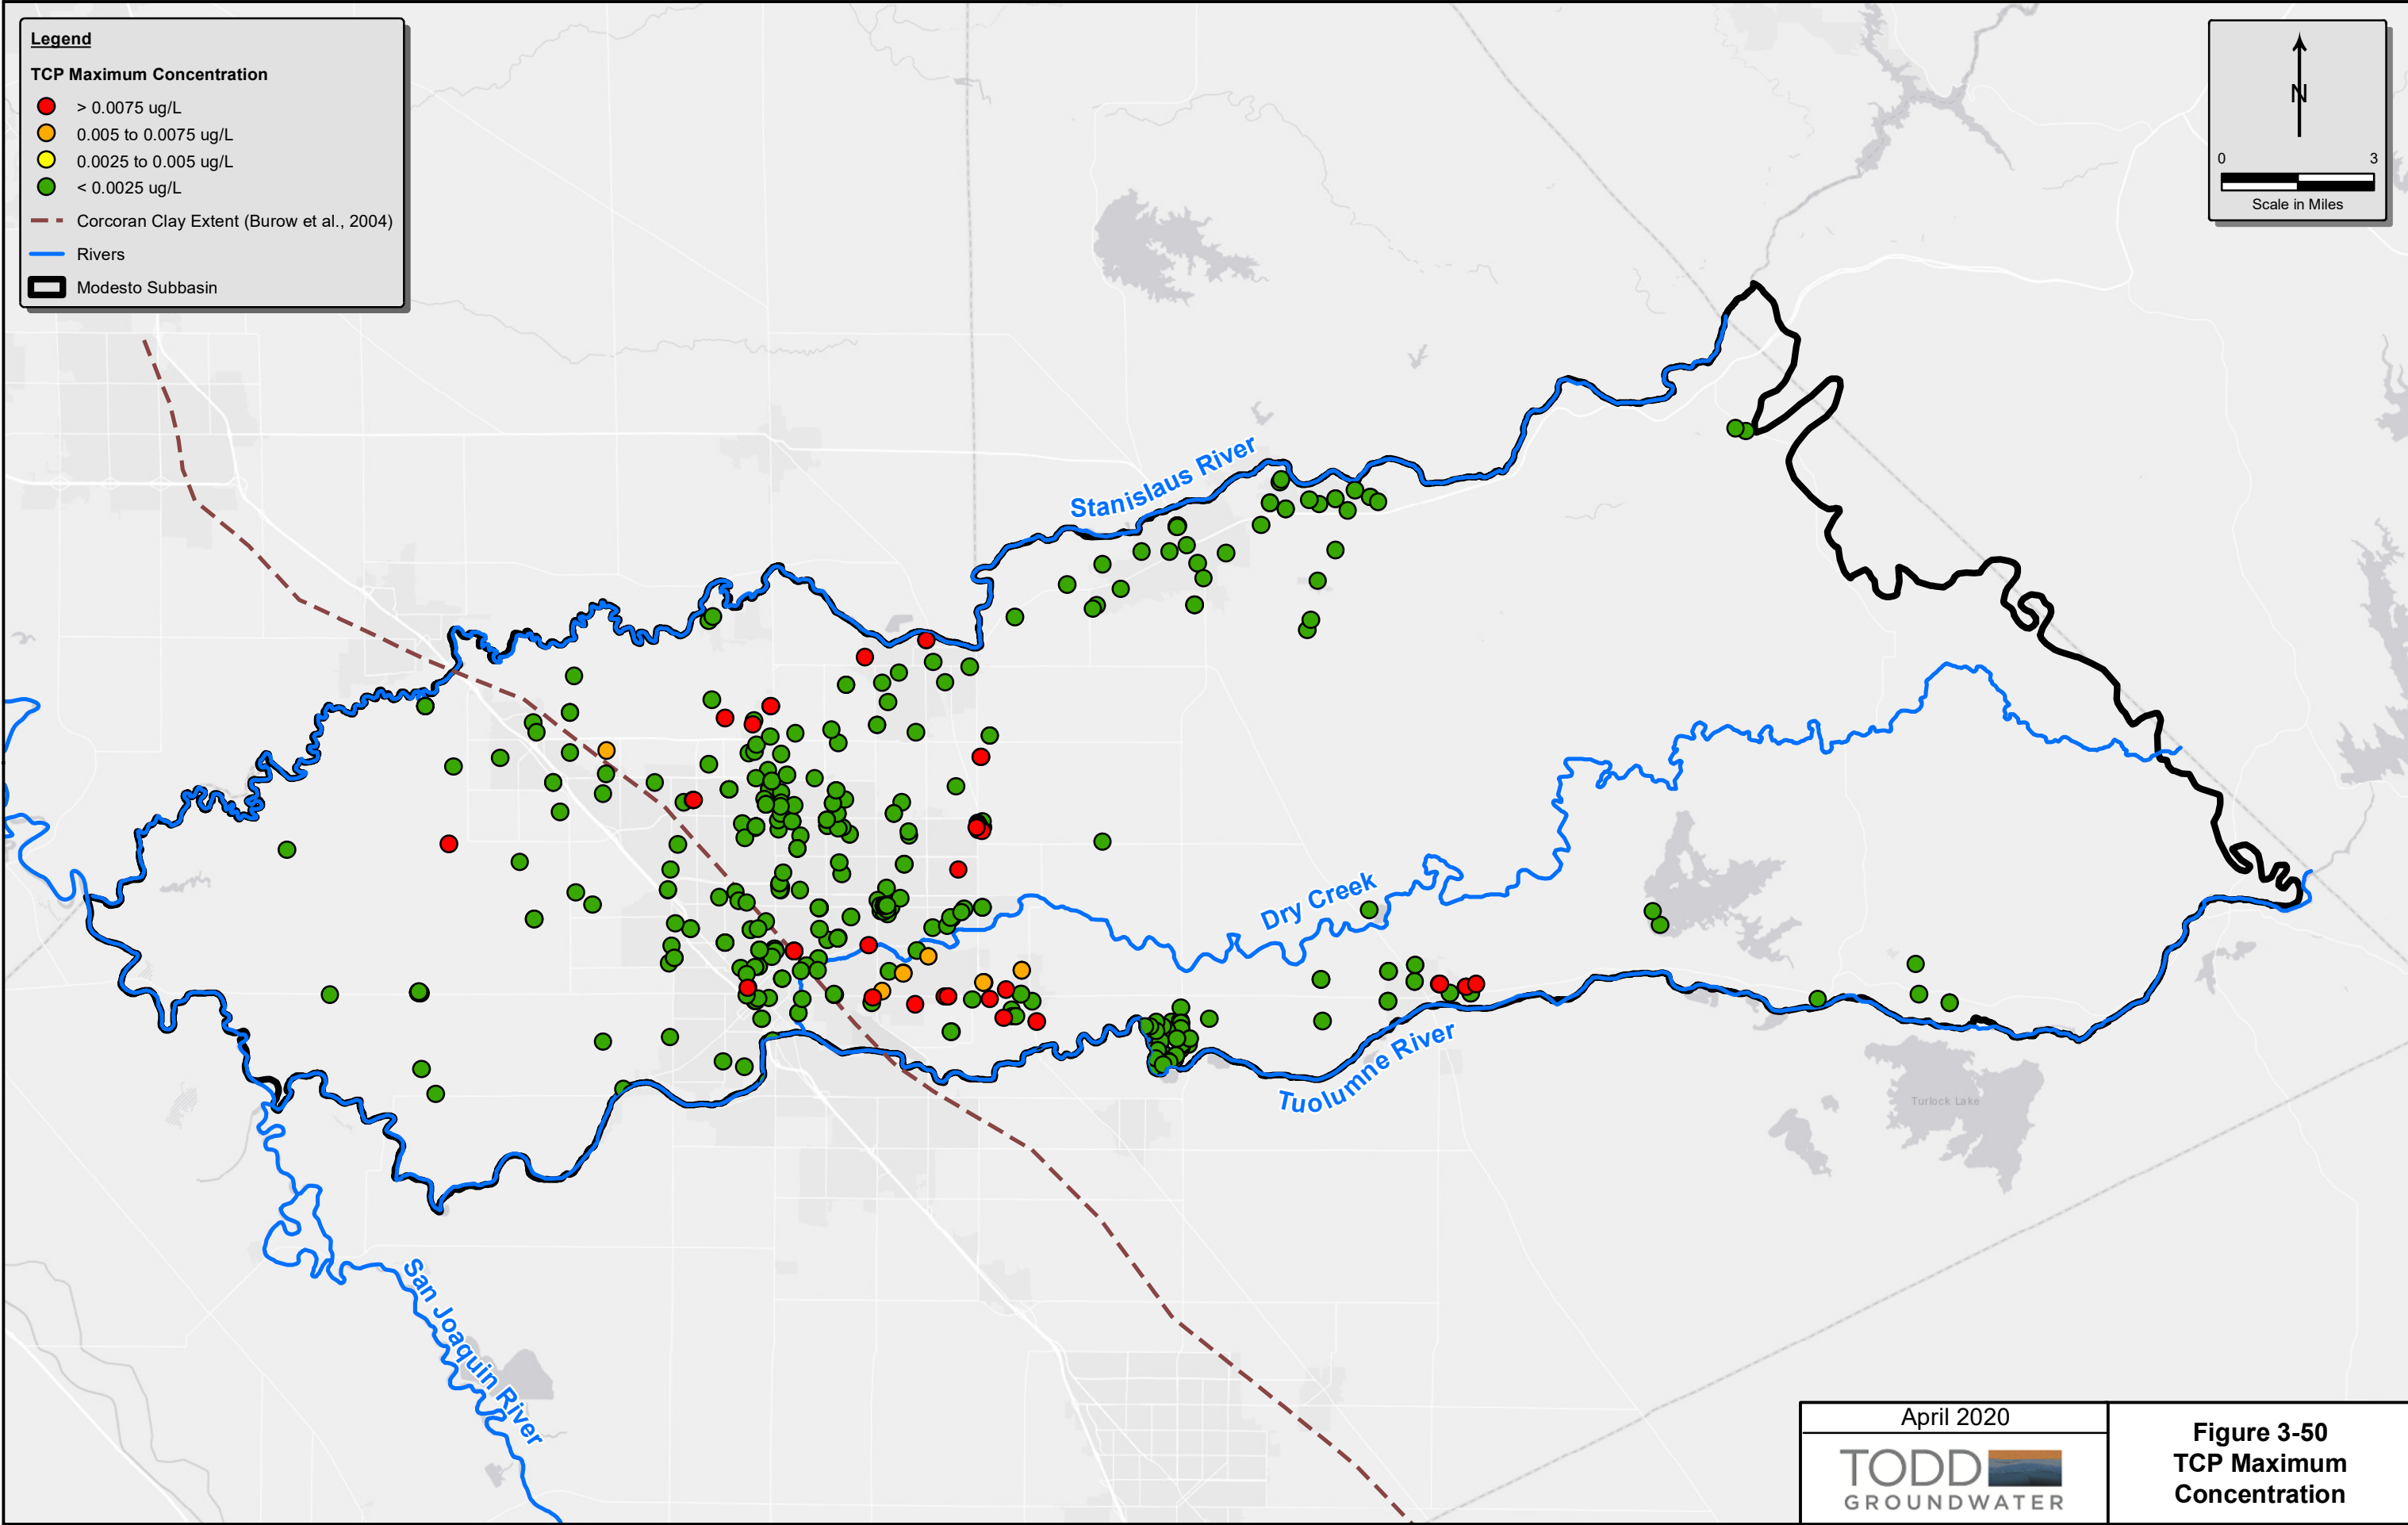 Legend
TCP Maximum Concentration
> 0.0075 ug/L
0.005 to 0.0075 ug/L
0.0025 to 0.005 ug/L
< 0.0025 ug/L
Corcoran Clay Extent (Burow et al., 2004)
Rivers
Modesto Subbasin
N
0 3
Scale in Miles
Stanislaus River
Dry Creek
Tuolumne River
Turlock Lake
San Joaquin River
April 2020
TODD
GROUNDWATER
Figure 3-50
TCP Maximum
Concentration